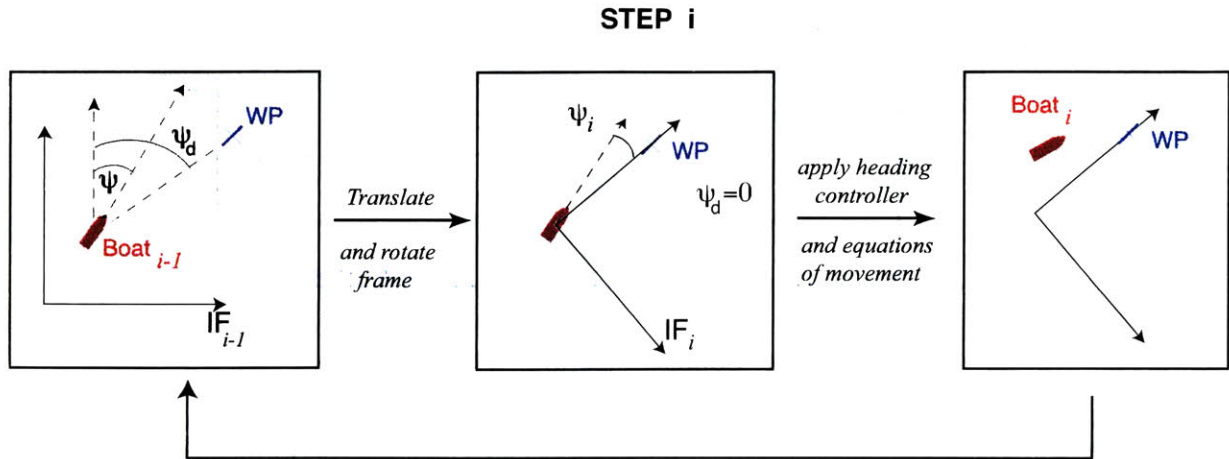 STEP i
WP
ψd
ψ
Boat i-1
IF i-1
Translate
and rotate
frame
ψi
WP
ψd=0
IFi
apply heading
controller
and equations
of movement
Boat i
WP